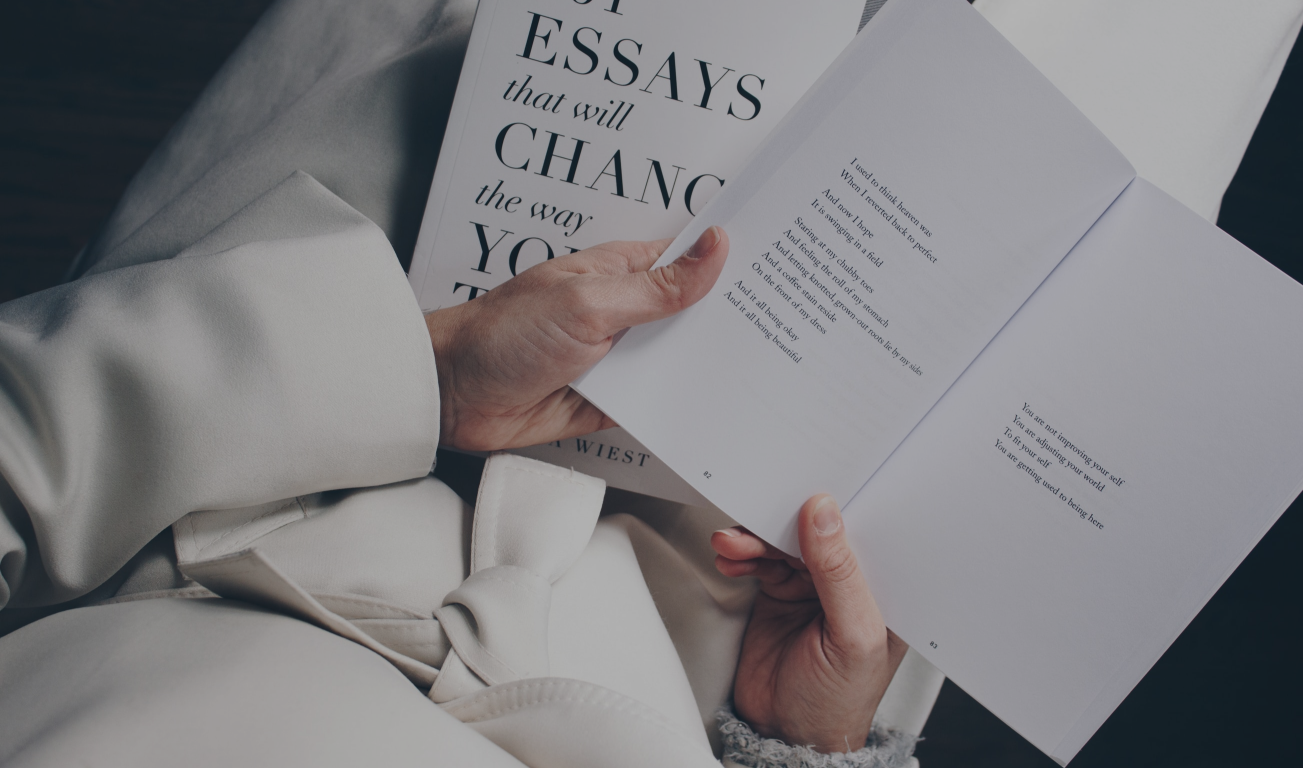 ESSAYS
that will
CHANG
the way
YOU
A WIEST
I used to think heaven was
When I reverted back to perfect
And now I hope
It is swinging in a field
Staring at my chubby toes
And feeling the roll of my stomach
And letting knotted, grown-out roots lie by my sides
And a coffee stain reside
On the front of my dress
And it all being okay
And it all being beautiful
82
You are not improving your self
You are adjusting your world
To fit your self
You are getting used to being here
83